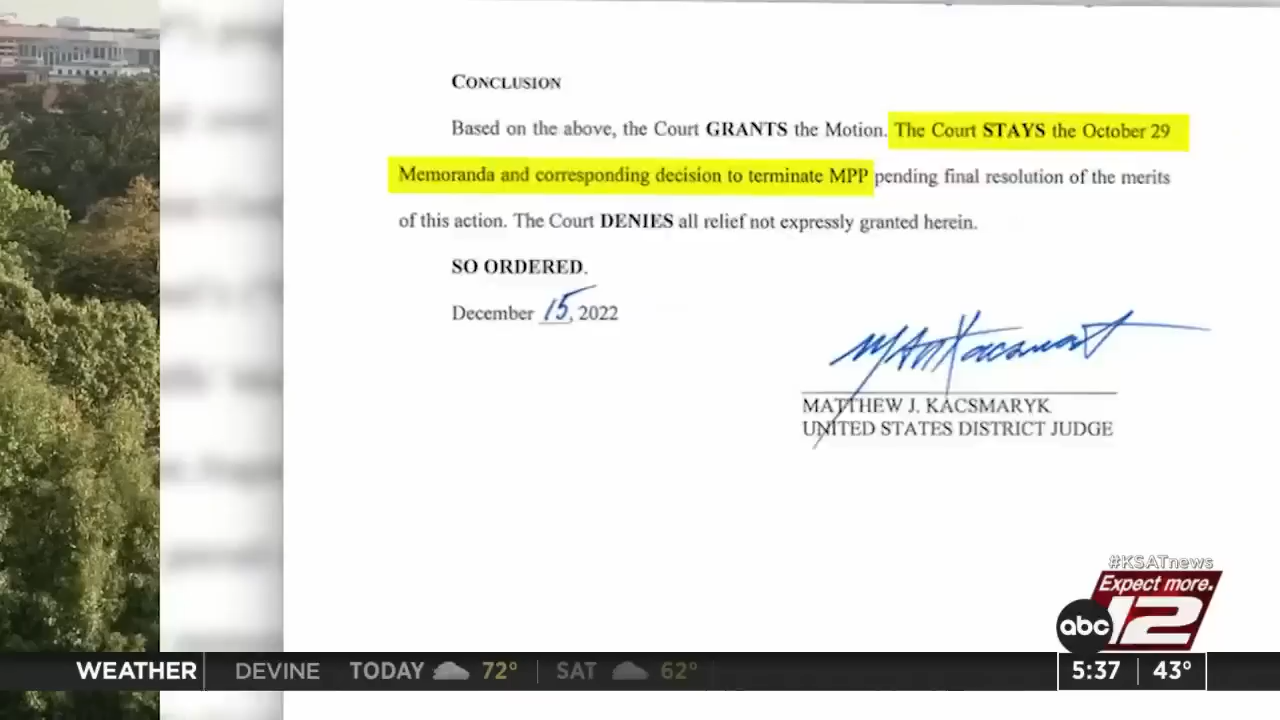 CONCLUSION
Based on the above, the Court GRANTS the Motion. The Court STAYS the October 29
Memoranda and corresponding decision to terminate MPP pending final resolution of the merits
of this action. The Court DENIES all relief not expressly granted herein.
SO ORDERED.
December 15, 2022
MATTHEW J. KACSMARYK
UNITED STATES DISTRICT JUDGE
#KSATnews
Expect more.
abc 12
WEATHER DEVINE TODAY 72° SAT 62° 5:37 43°